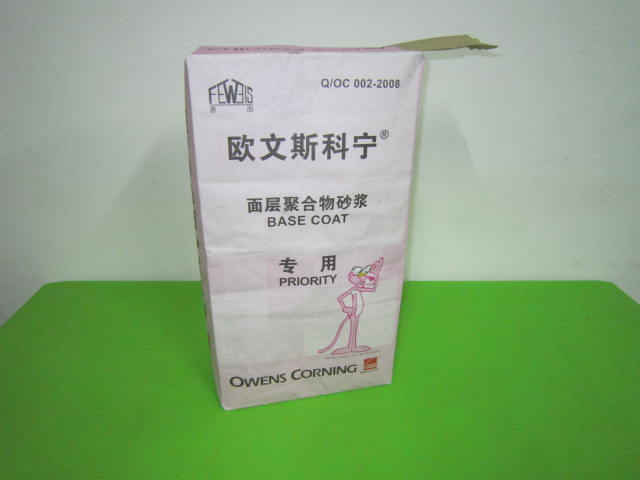 FEWEIS
Q/OC 002-2008
欧文斯科宁®
面层聚合物砂浆
BASE COAT
专用
PRIORITY
OWENS CORNING